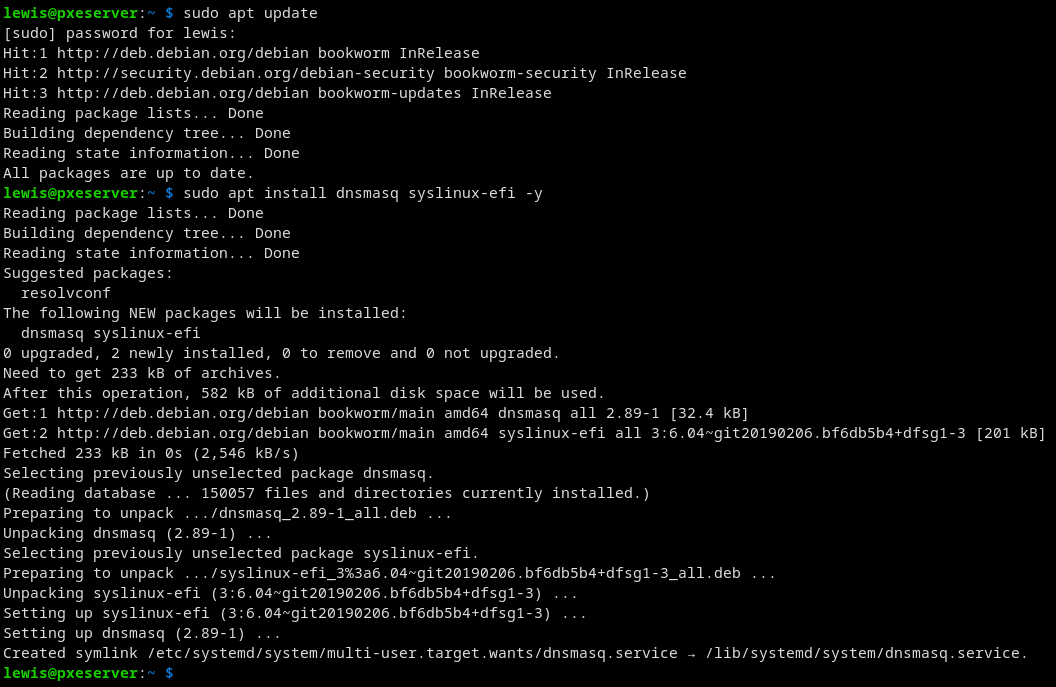 lewis@pxeserver:~ $ sudo apt update
[sudo] password for lewis:
Hit:1 http://deb.debian.org/debian bookworm InRelease
Hit:2 http://security.debian.org/debian-security bookworm-security InRelease
Hit:3 http://deb.debian.org/debian bookworm-updates InRelease
Reading package lists... Done
Building dependency tree... Done
Reading state information... Done
All packages are up to date.
lewis@pxeserver:~ $ sudo apt install dnsmasq syslinux-efi -y
Reading package lists... Done
Building dependency tree... Done
Reading state information... Done
Suggested packages:
  resolvconf
The following NEW packages will be installed:
  dnsmasq syslinux-efi
0 upgraded, 2 newly installed, 0 to remove and 0 not upgraded.
Need to get 233 kB of archives.
After this operation, 582 kB of additional disk space will be used.
Get:1 http://deb.debian.org/debian bookworm/main amd64 dnsmasq all 2.89-1 [32.4 kB]
Get:2 http://deb.debian.org/debian bookworm/main amd64 syslinux-efi all 3:6.04~git20190206.bf6db5b4+dfsg1-3 [201 kB]
Fetched 233 kB in 0s (2,546 kB/s)
Selecting previously unselected package dnsmasq.
(Reading database ... 150057 files and directories currently installed.)
Preparing to unpack .../dnsmasq_2.89-1_all.deb ...
Unpacking dnsmasq (2.89-1) ...
Selecting previously unselected package syslinux-efi.
Preparing to unpack .../syslinux-efi_3%3a6.04~git20190206.bf6db5b4+dfsg1-3_all.deb ...
Unpacking syslinux-efi (3:6.04~git20190206.bf6db5b4+dfsg1-3) ...
Setting up syslinux-efi (3:6.04~git20190206.bf6db5b4+dfsg1-3) ...
Setting up dnsmasq (2.89-1) ...
Created symlink /etc/systemd/system/multi-user.target.wants/dnsmasq.service → /lib/systemd/system/dnsmasq.service.
lewis@pxeserver:~ $